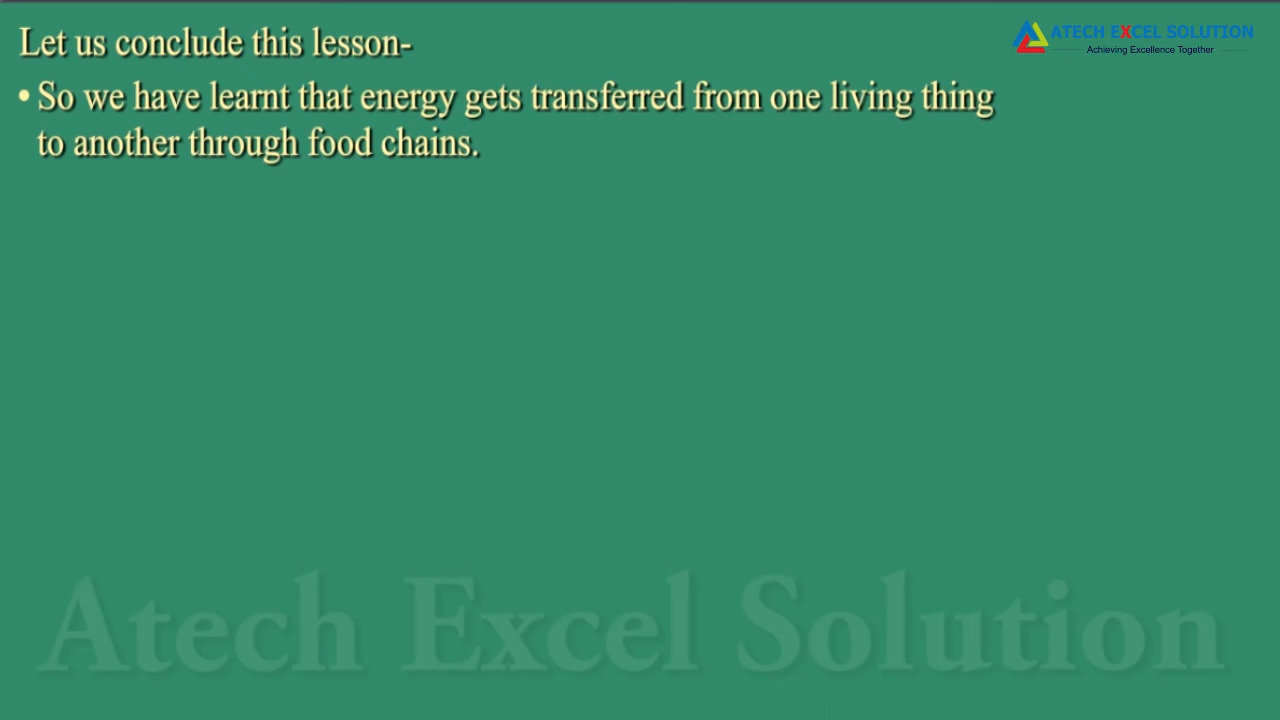 Let us conclude this lesson-
ATECH EXCEL SOLUTION
Achieving Excellence Together
• So we have learnt that energy gets transferred from one living thing
to another through food chains.
Atech Excel Solution